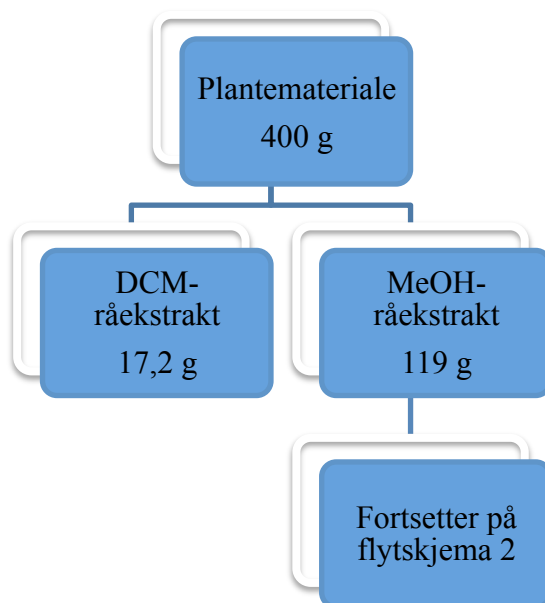 Plantemateriale
400 g
DCM-
råekstrakt
17,2 g
MeOH-
råekstrakt
119 g
Fortsetter på
flytskjema 2